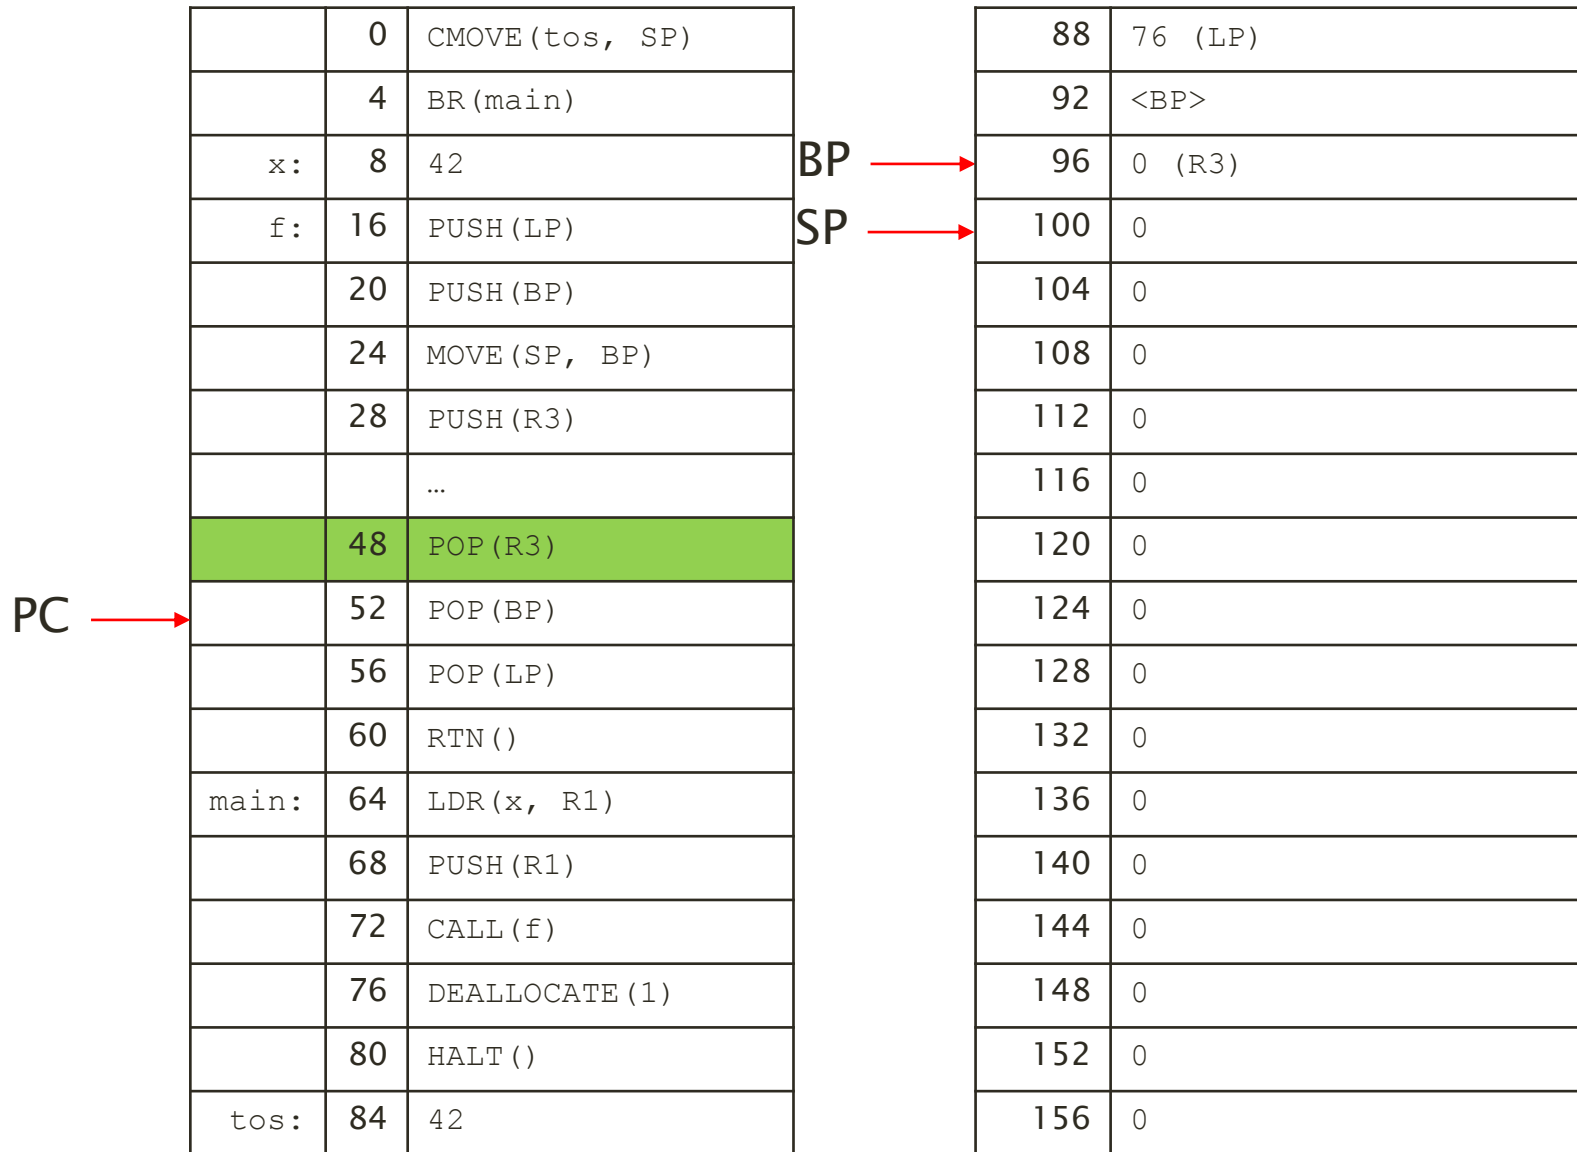 0 CMOVE(tos, SP) 88 76 (LP)
4 BR(main) 92 <BP>
x: 8 42 BP 96 0 (R3)
f: 16 PUSH(LP) SP 100 0
20 PUSH(BP) 104 0
24 MOVE(SP, BP) 108 0
28 PUSH(R3) 112 0
… 116 0
48 POP(R3) 120 0
PC 52 POP(BP) 124 0
56 POP(LP) 128 0
60 RTN() 132 0
main: 64 LDR(x, R1) 136 0
68 PUSH(R1) 140 0
72 CALL(f) 144 0
76 DEALLOCATE(1) 148 0
80 HALT() 152 0
tos: 84 42 156 0